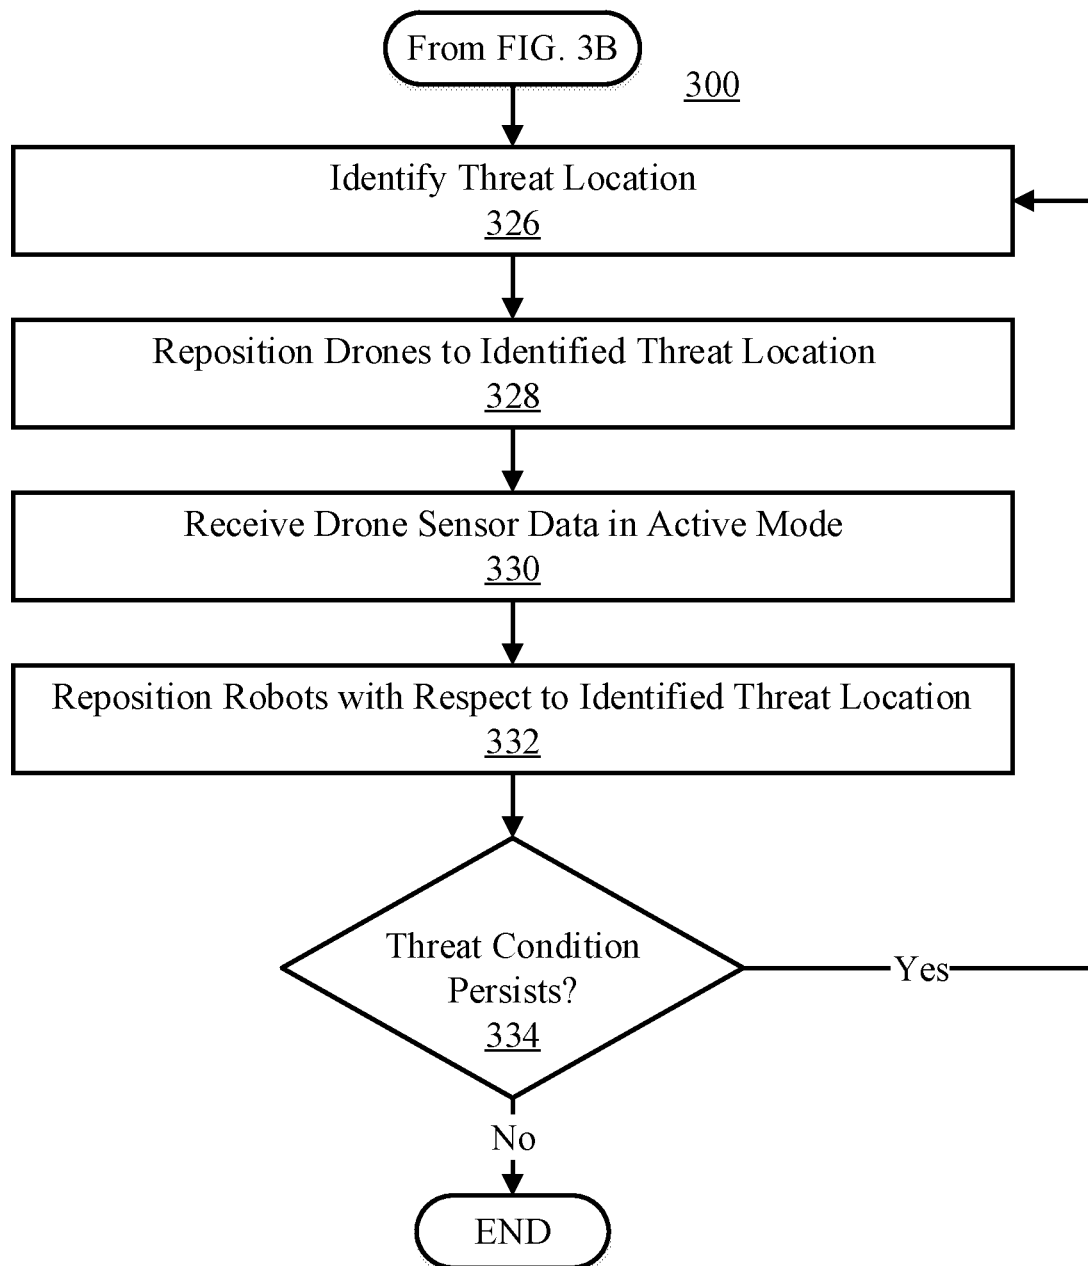 From FIG. 3B
300
Identify Threat Location
326
Reposition Drones to Identified Threat Location
328
Receive Drone Sensor Data in Active Mode
330
Reposition Robots with Respect to Identified Threat Location
332
Threat Condition
Persists?
334
Yes
No
END